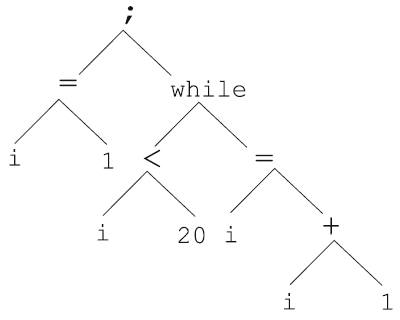 ;
= while
i 1 < =
i 20 i +
i 1